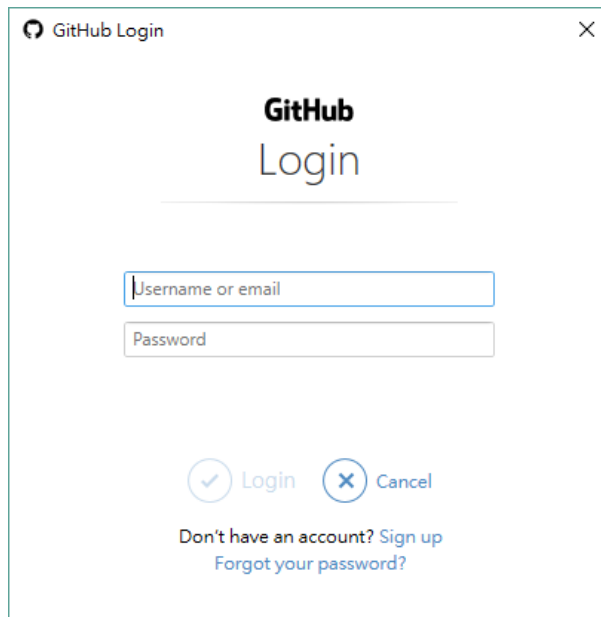 GitHub Login
GitHub
Login
Username or email
Password
Login Cancel
Don't have an account? Sign up
Forgot your password?